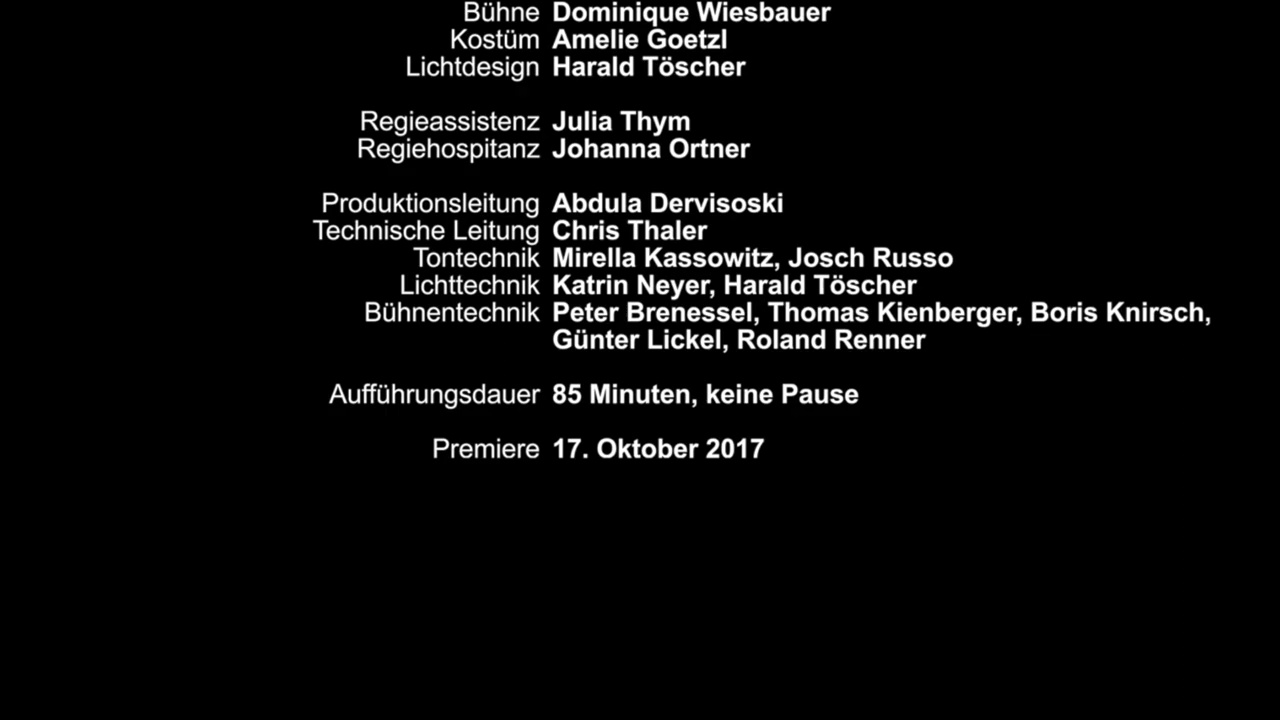 Bühne Dominique Wiesbauer
Kostüm Amelie Goetzl
Lichtdesign Harald Töscher
Regieassistenz Julia Thym
Regiehospitanz Johanna Ortner
Produktionsleitung Abdula Dervisoski
Technische Leitung Chris Thaler
Tontechnik Mirella Kassowitz, Josch Russo
Lichttechnik Katrin Neyer, Harald Töscher
Bühnentechnik Peter Brenessel, Thomas Kienberger, Boris Knirsch,
Günter Lickel, Roland Renner
Aufführungsdauer 85 Minuten, keine Pause
Premiere 17. Oktober 2017